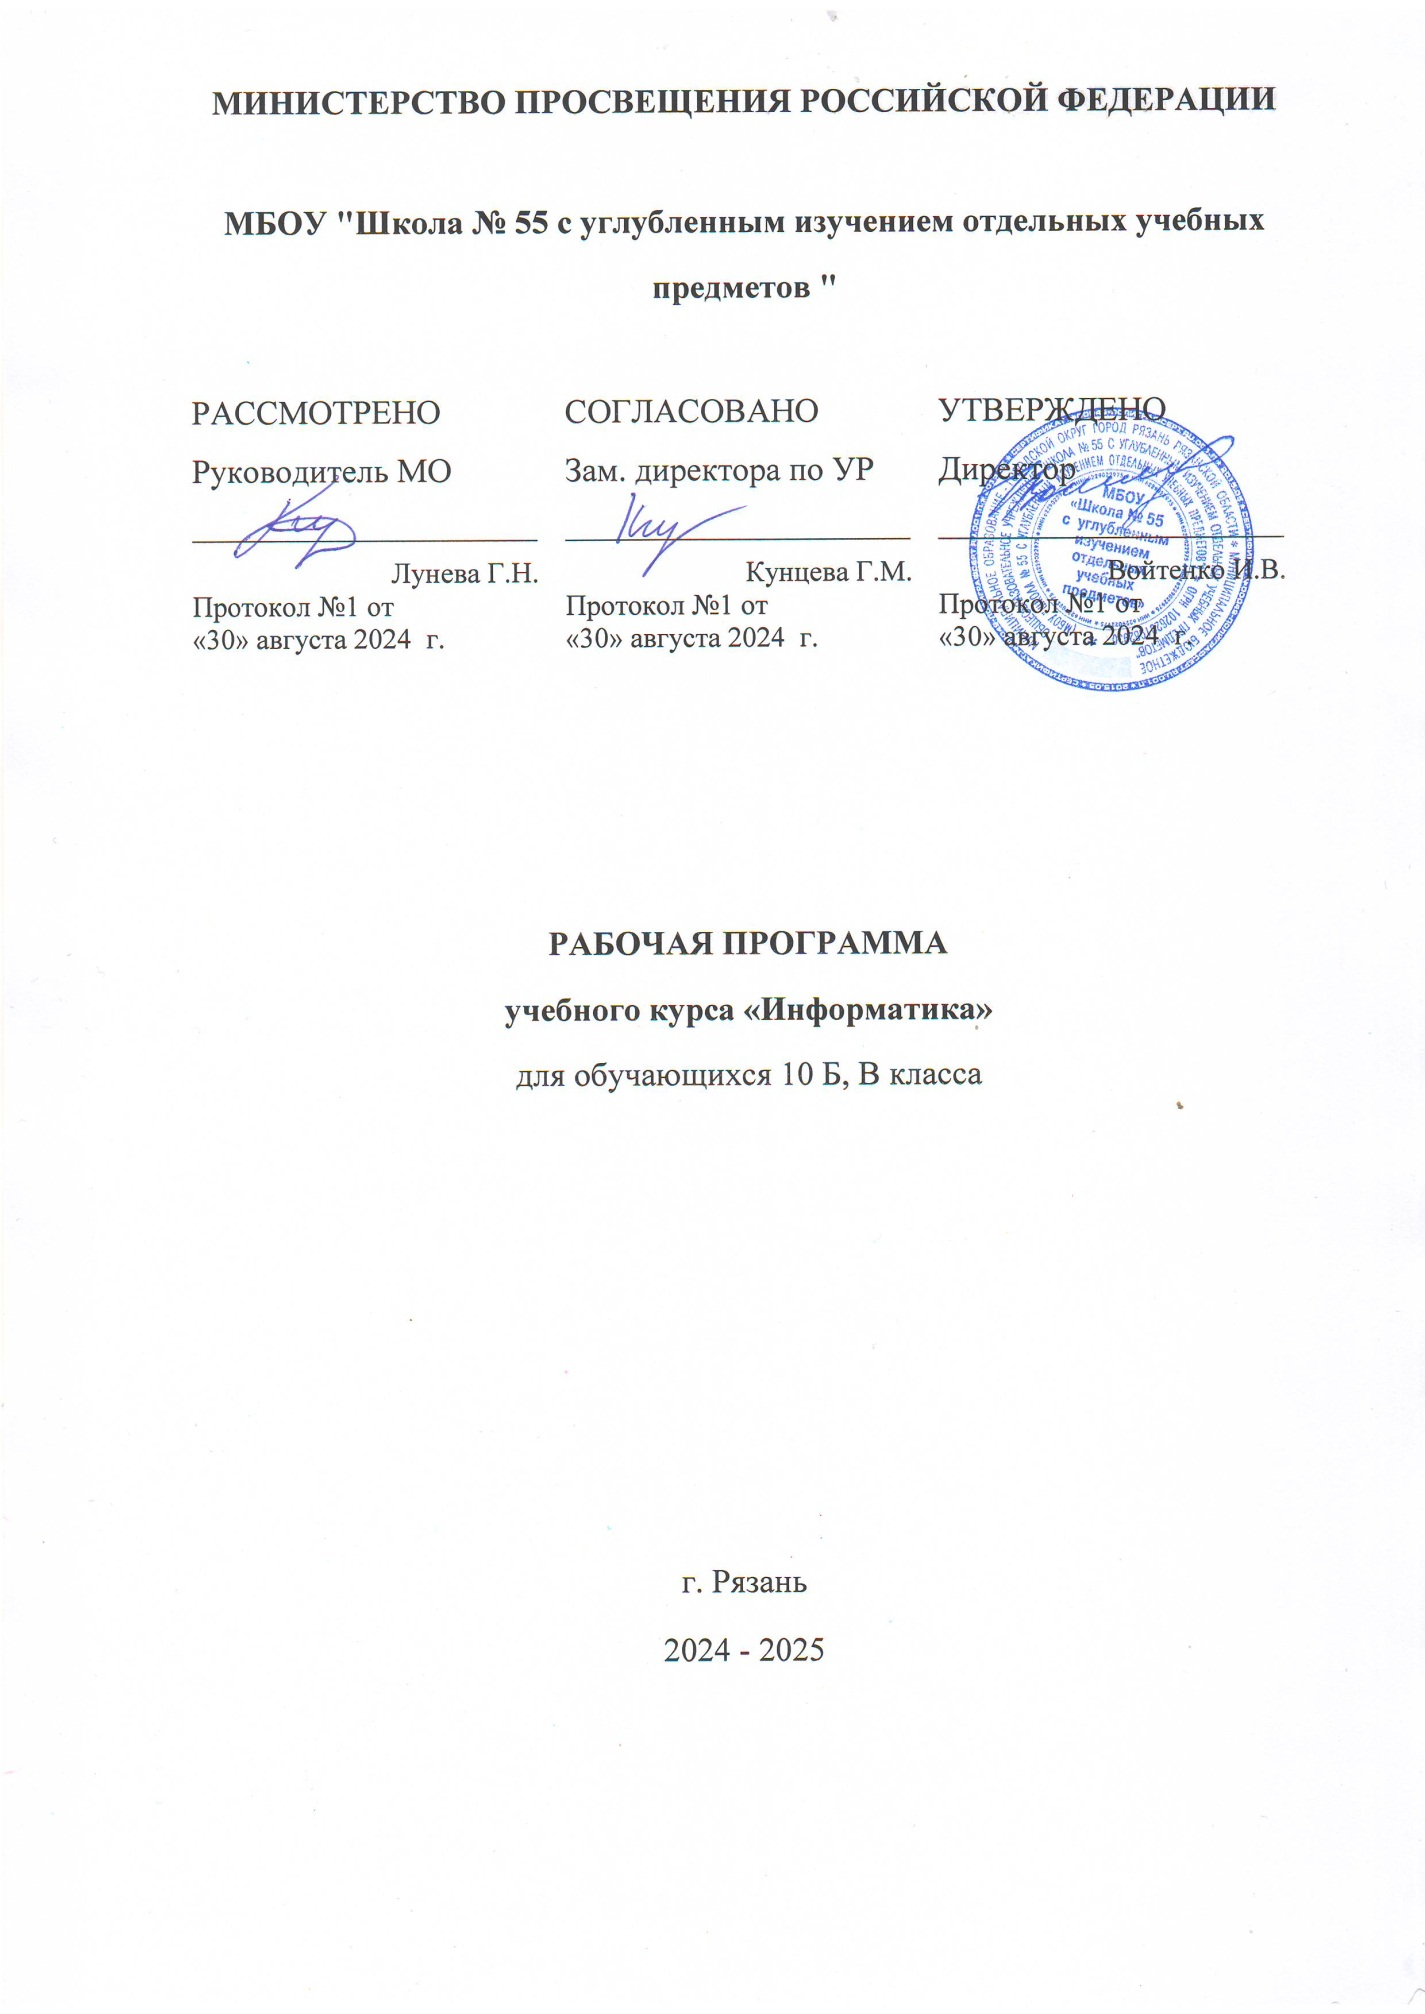 МИНИСТЕРСТВО ПРОСВЕЩЕНИЯ РОССИЙСКОЙ ФЕДЕРАЦИИ
МБОУ "Школа № 55 с углубленным изучением отдельных учебных
предметов "
РАССМОТРЕНО
Руководитель МО
Лунева Г.Н.
Протокол №1 от
«30» августа 2024 г.
СОГЛАСОВАНО
Зам. директора по УР
Кунцева Г.М.
Протокол №1 от
«30» августа 2024 г.
УТВЕРЖДЕНО
Директор
Войтенко И.В.
Протокол №1 от
«30» августа 2024 г.
МБОУ
«Школа № 55
с углубленным
изучением
отдельных
учебных
предметов»
РАБОЧАЯ ПРОГРАММА
учебного курса «Информатика»
для обучающихся 10 Б, В класса
г. Рязань
2024 - 2025